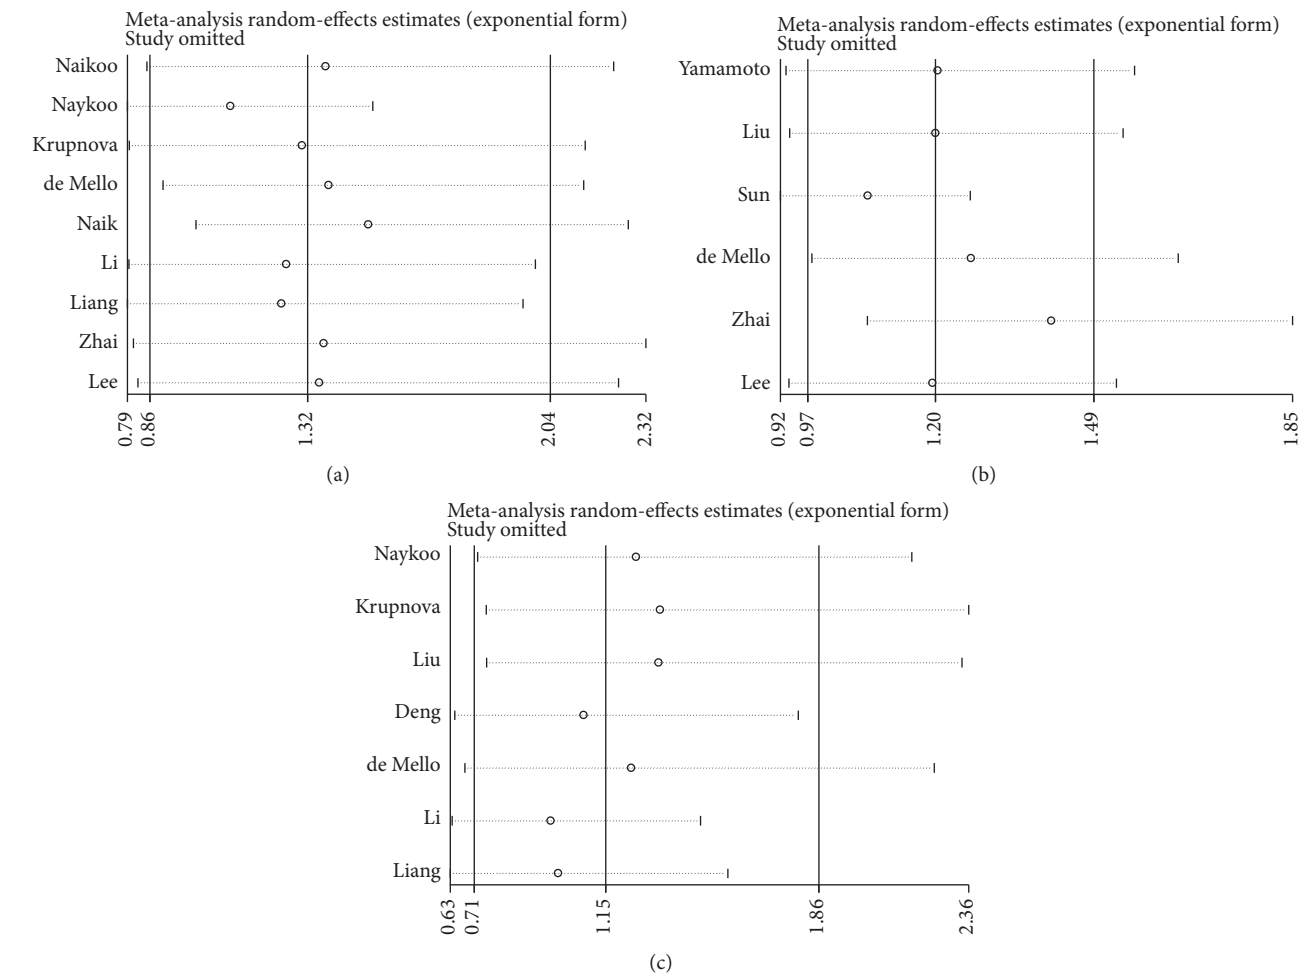 Meta-analysis random-effects estimates (exponential form)
Study omitted
Naikoo
Naykoo
Krupnova
de Mello
Naik
Li
Liang
Zhai
Lee
0.79
0.86
1.32
2.04
2.32
(a)
Meta-analysis random-effects estimates (exponential form)
Study omitted
Yamamoto
Liu
Sun
de Mello
Zhai
Lee
0.92
0.97
1.20
1.49
1.85
(b)
Meta-analysis random-effects estimates (exponential form)
Study omitted
Naykoo
Krupnova
Liu
Deng
de Mello
Li
Liang
0.63
0.71
1.15
1.86
2.36
(c)